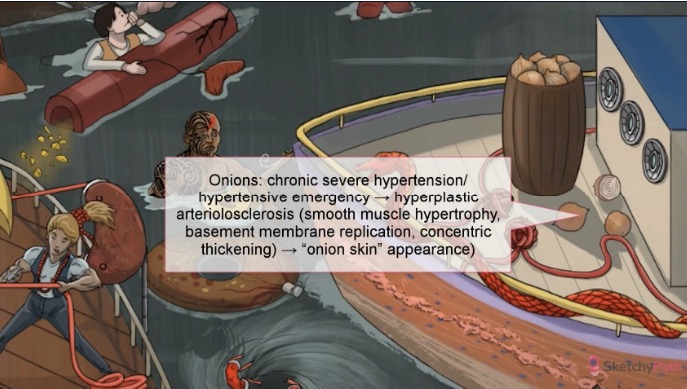 Onions: chronic severe hypertension/
hypertensive emergency → hyperplastic
arteriolosclerosis (smooth muscle hypertrophy,
basement membrane replication, concentric
thickening) → “onion skin” appearance)
Sketchy